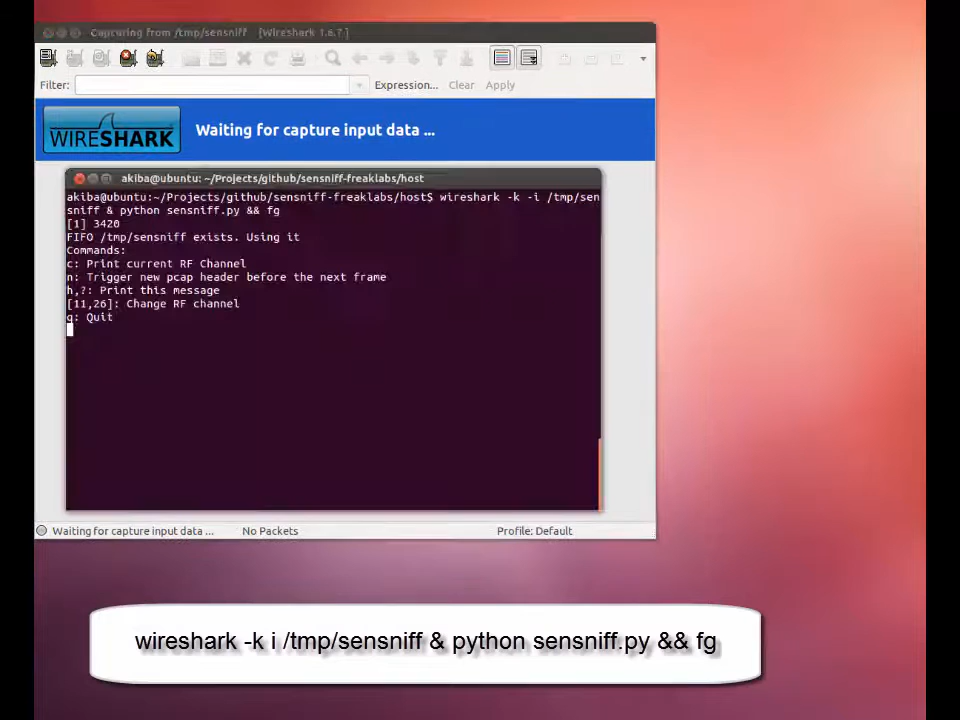 Capturing from /tmp/sensniff   [Wireshark 1.6.7 ]
Filter: Expression... Clear Apply
WIRESHARK Waiting for capture input data ...
akiba@ubuntu: ~/Projects/github/sensniff-freaklabs/host
akiba@ubuntu:~/Projects/github/sensniff-freaklabs/host$ wireshark -k -i /tmp/sen
sniff & python sensniff.py && fg
[1] 3420
FIFO /tmp/sensniff exists. Using it
Commands:
c: Print current RF Channel
n: Trigger new pcap header before the next frame
h,?: Print this message
[11,26]: Change RF channel
q: Quit
Waiting for capture input data ... No Packets Profile: Default
wireshark -k i /tmp/sensniff & python sensniff.py && fg